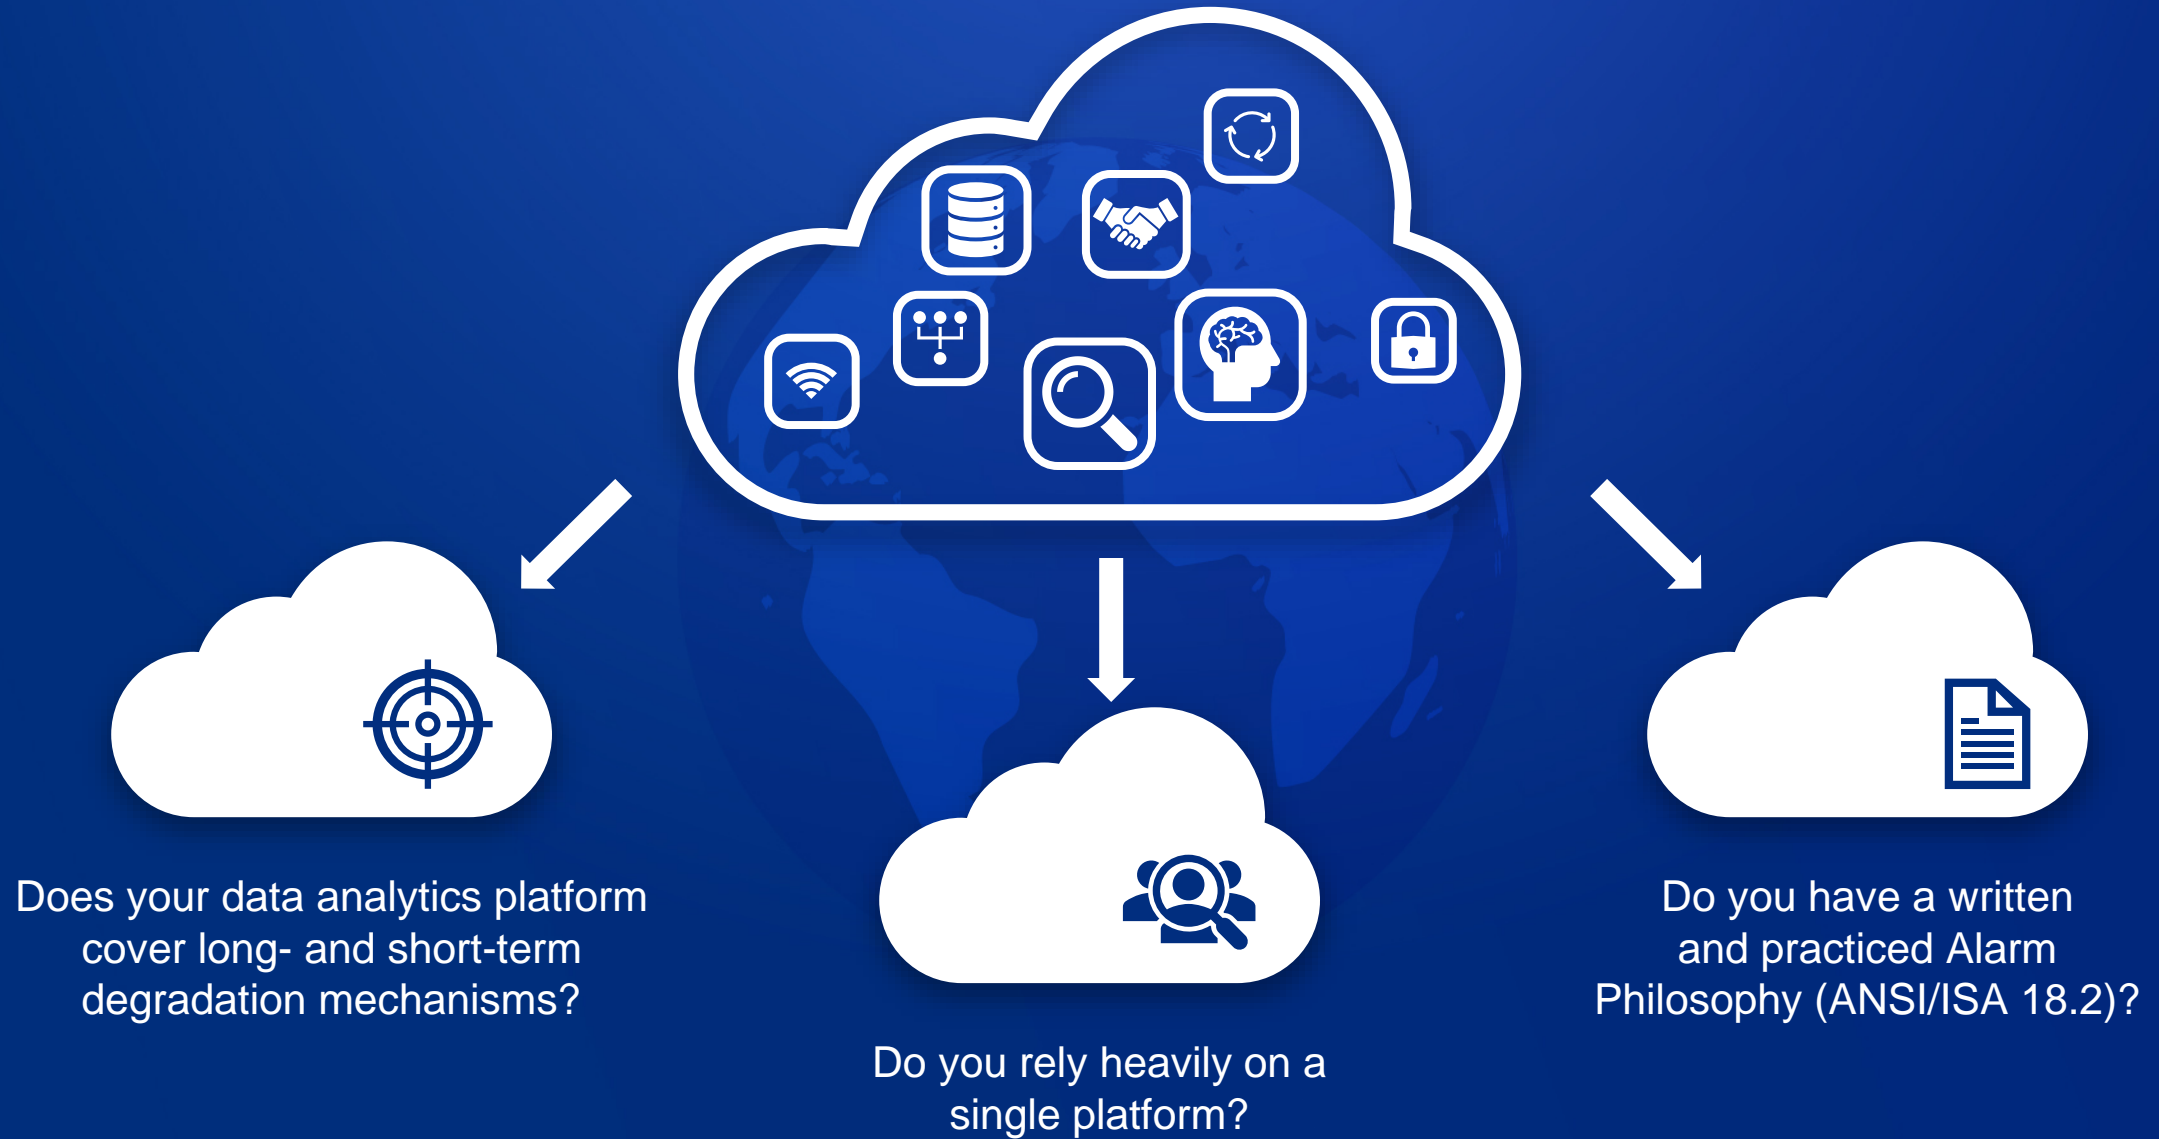 Does your data analytics platform
cover long- and short-term
degradation mechanisms?
Do you rely heavily on a
single platform?
Do you have a written
and practiced Alarm
Philosophy (ANSI/ISA 18.2)?